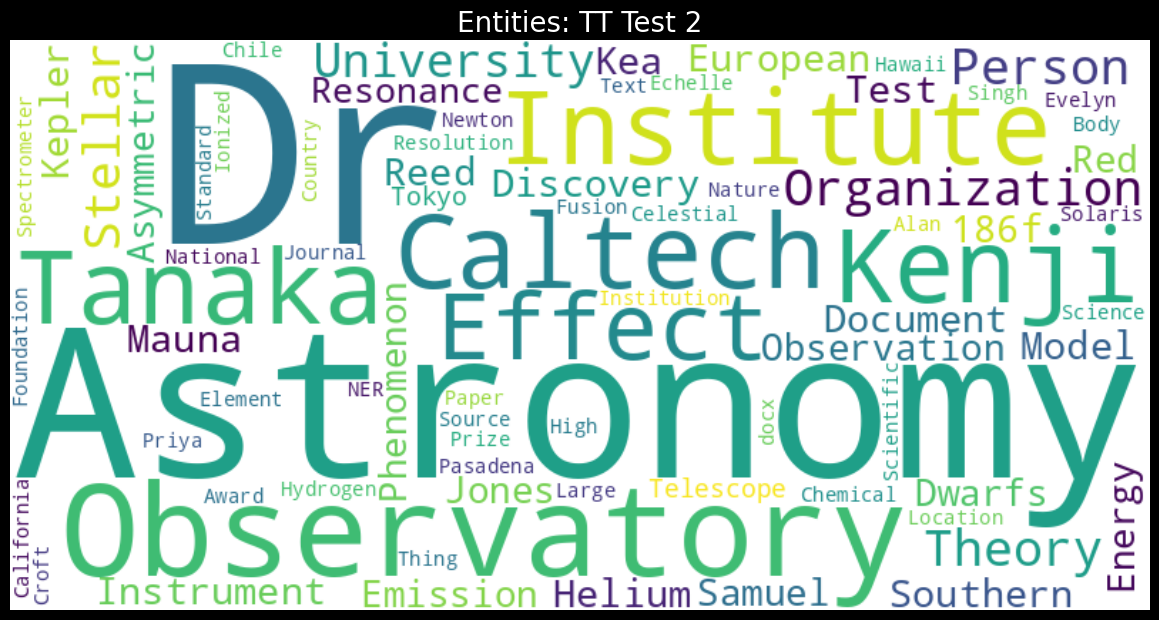 Entities: TT Test 2
Chile
University
Kea
European
Hawaii
Person
Kepler
Stellar
Asymmetric
Dr
Resonance
Text
Echelle
Test
Singh
Evelyn
Spectrometer
Standard
Ionized
Country
Newton
Institute
Body
Resolution
Red
Reed
Tokyo
Discovery
Nature
Organization
Fusion
Celestial
Alan
186f
Solaris
National
Journal
Caltech
Kenji
Tanaka
Effect
Institution
Science
Foundation
Mauna
Phenomenon
Document
Observation
Model
Astronomy
Element
NER
Paper
Source
Prize
High
docx
Scientific
Priya
Pasadena
California
Croft
Award
Hydrogen
Jones
Large
Telescope
Chemical
Dwarfs
Energy
Observatory
Location
Thing
Theory
Instrument
Emission
Helium
Samuel
Southern